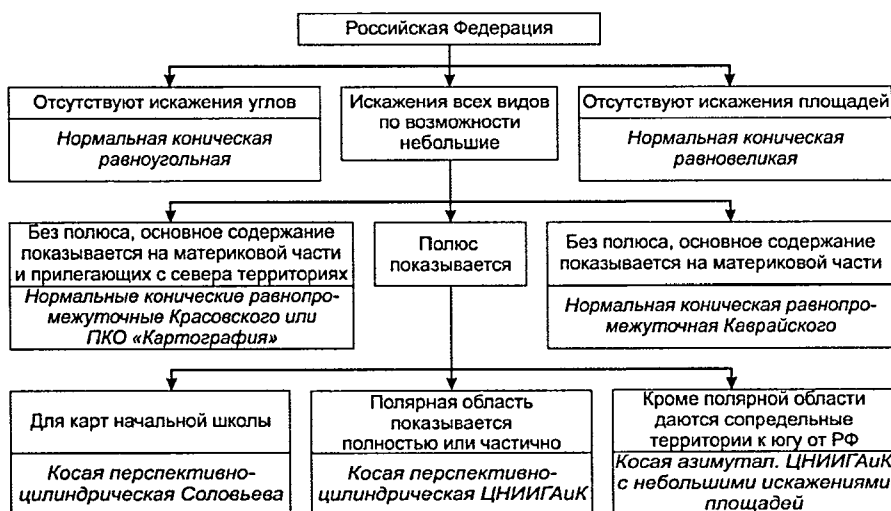 Российская Федерация
Отсутствуют искажения углов
Нормальная коническая
равноугольная
Искажения всех видов
по возможности
небольшие
Отсутствуют искажения площадей
Нормальная коническая
равновеликая
Без полюса, основное содержание
показывается на материковой части
и прилегающих с севера территориях
Нормальные конические равнопро-
межуточные Красовского или
ПКО «Картография»
Полюс
показывается
Без полюса, основное содержание
показывается на материковой части
Нормальная коническая равнопро-
межуточная Каврайского
Для карт начальной школы
Косая перспективно-
цилиндрическая Соловьева
Полярная область
показывается
полностью или частично
Косая перспективно-
цилиндрическая ЦНИИГАиК
Кроме полярной области
даются сопредельные
территории к югу от РФ
Косая азимутал. ЦНИИГАиК
с небольшими искажениями
площадей